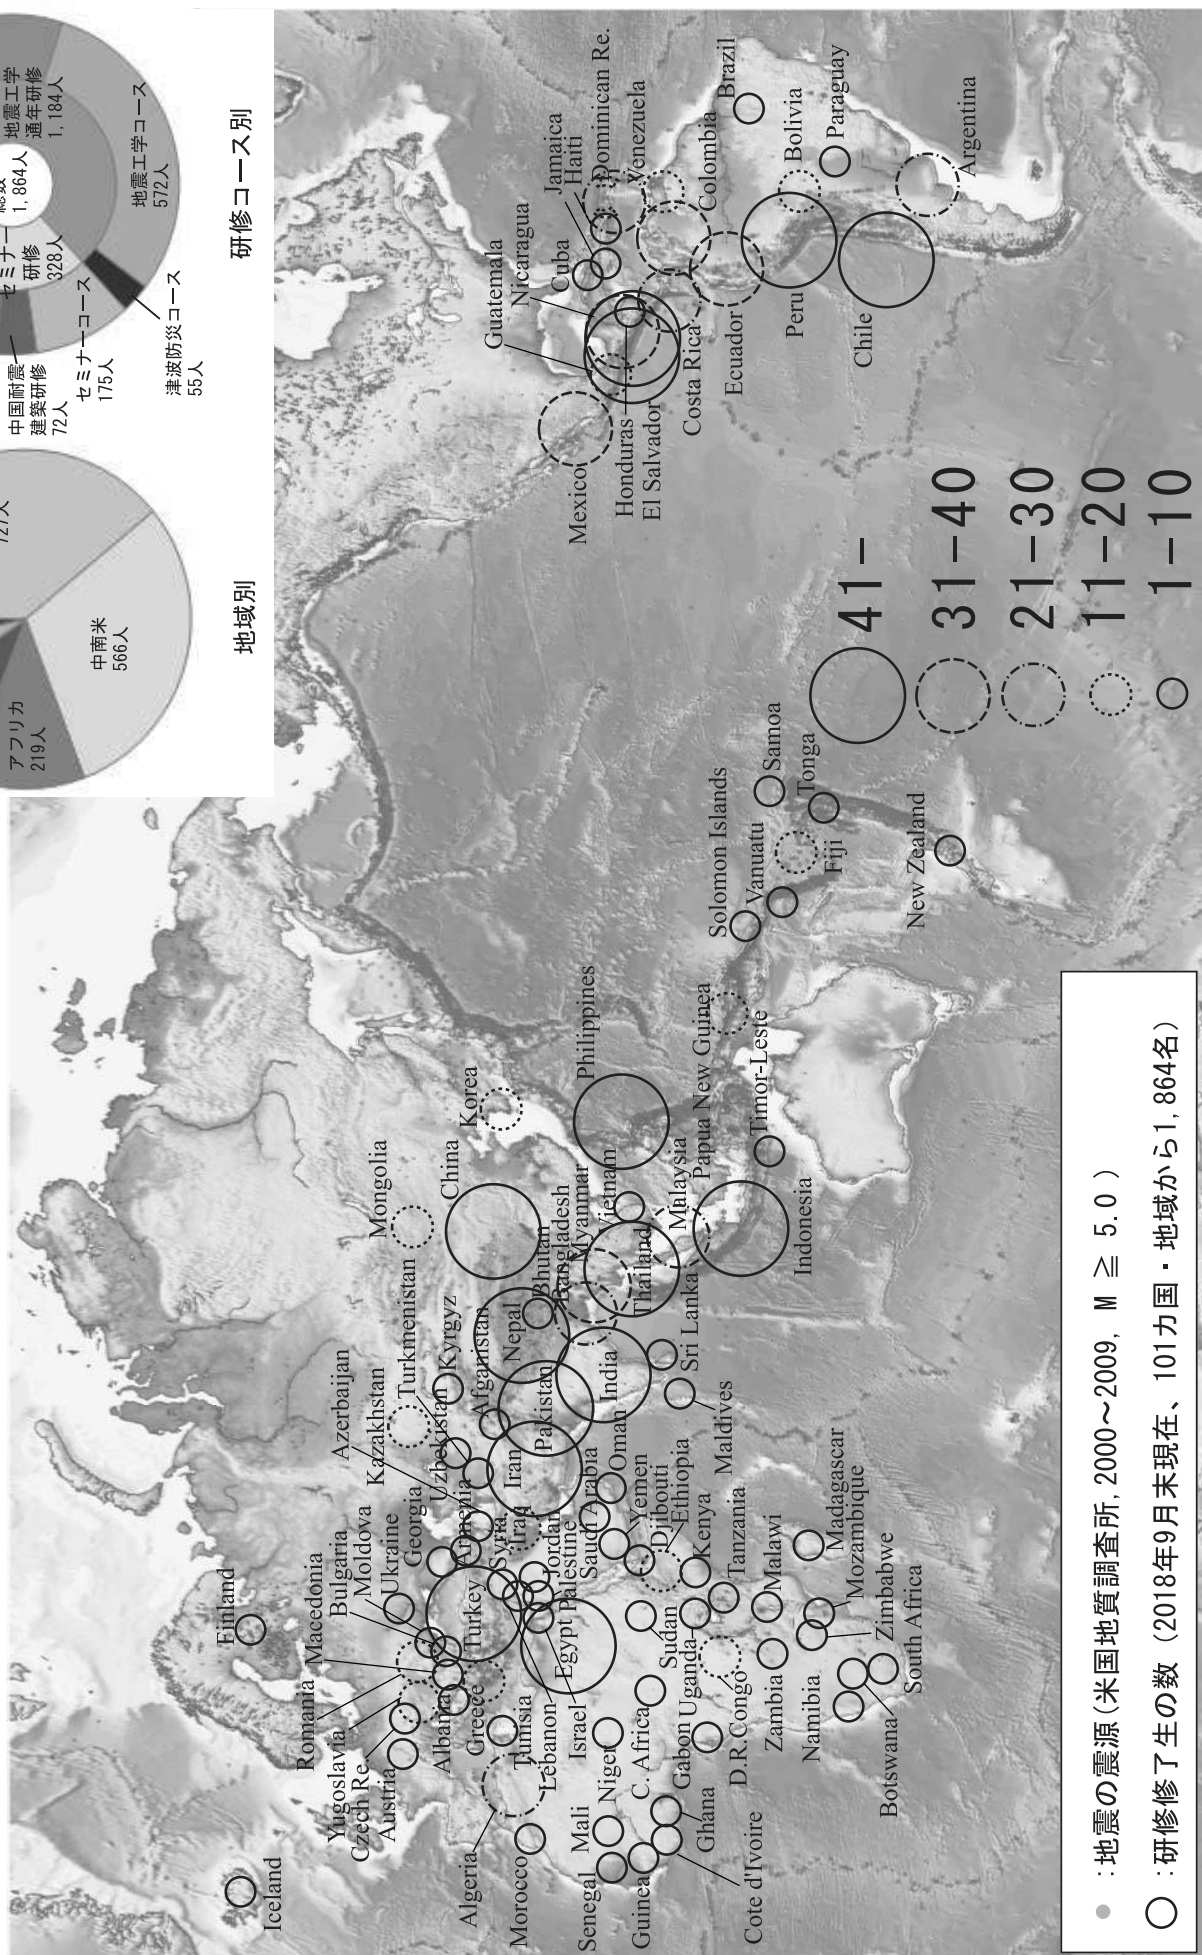 地震工学
通年研修
1,184人
1,864人
セミナー
研修
328人
地震工学コース
572人
中国耐震
建築研修
72人
セミナーコース
175人
津波防災コース
55人
研修コース別
727人
アフリカ
219人
中南米
566人
地域別
Iceland
Finland
Romania
Macedonia
Bulgaria
Moldova
Ukraine
Georgia
Azerbaijan
Kazakhstan
Turkmenistan
Mongolia
Yugoslavia
Czech Re.
Austria
Albania
Greece
Turkey
Armenia
Uzbekistan
Kyrgyz
China
Korea
Algeria
Morocco
Tunisia
Lebanon
Israel
Egypt
Palestine
Jordan
Syria
Iraq
Iran
Afganistan
Pakistan
Nepal
Bhutan
Bangladesh
Myanmar
Vietnam
Philippines
Senegal
Mali
Niger
Saudi Arabia
Oman
India
Thailand
Malaysia
Papua New Guinea
Guinea
C. Africa
Sudan
Yemen
Djibouti
Ethiopia
Sri Lanka
Maldives
Cote d'Ivoire
Ghana
Gabon
Uganda
Kenya
D.R.Congo
Tanzania
Indonesia
Timor-Leste
Solomon Islands
Vanuatu
Samoa
Tonga
Fiji
New Zealand
Zambia
Malawi
Namibia
Madagascar
Mozambique
Botswana
Zimbabwe
South Africa
Mexico
Guatemala
Nicaragua
Cuba
Jamaica
Haiti
Dominican Re.
Venezuela
Honduras
El Salvador
Costa Rica
Ecuador
Colombia
Brazil
Peru
Bolivia
Paraguay
Chile
Argentina
41-
31-40
21-30
11-20
1-10
:地震の震源(米国地質調査所,2000～2009, M ≧ 5.0 )
:研修修了生の数 (2018年9月末現在、101カ国・地域から1,864名)